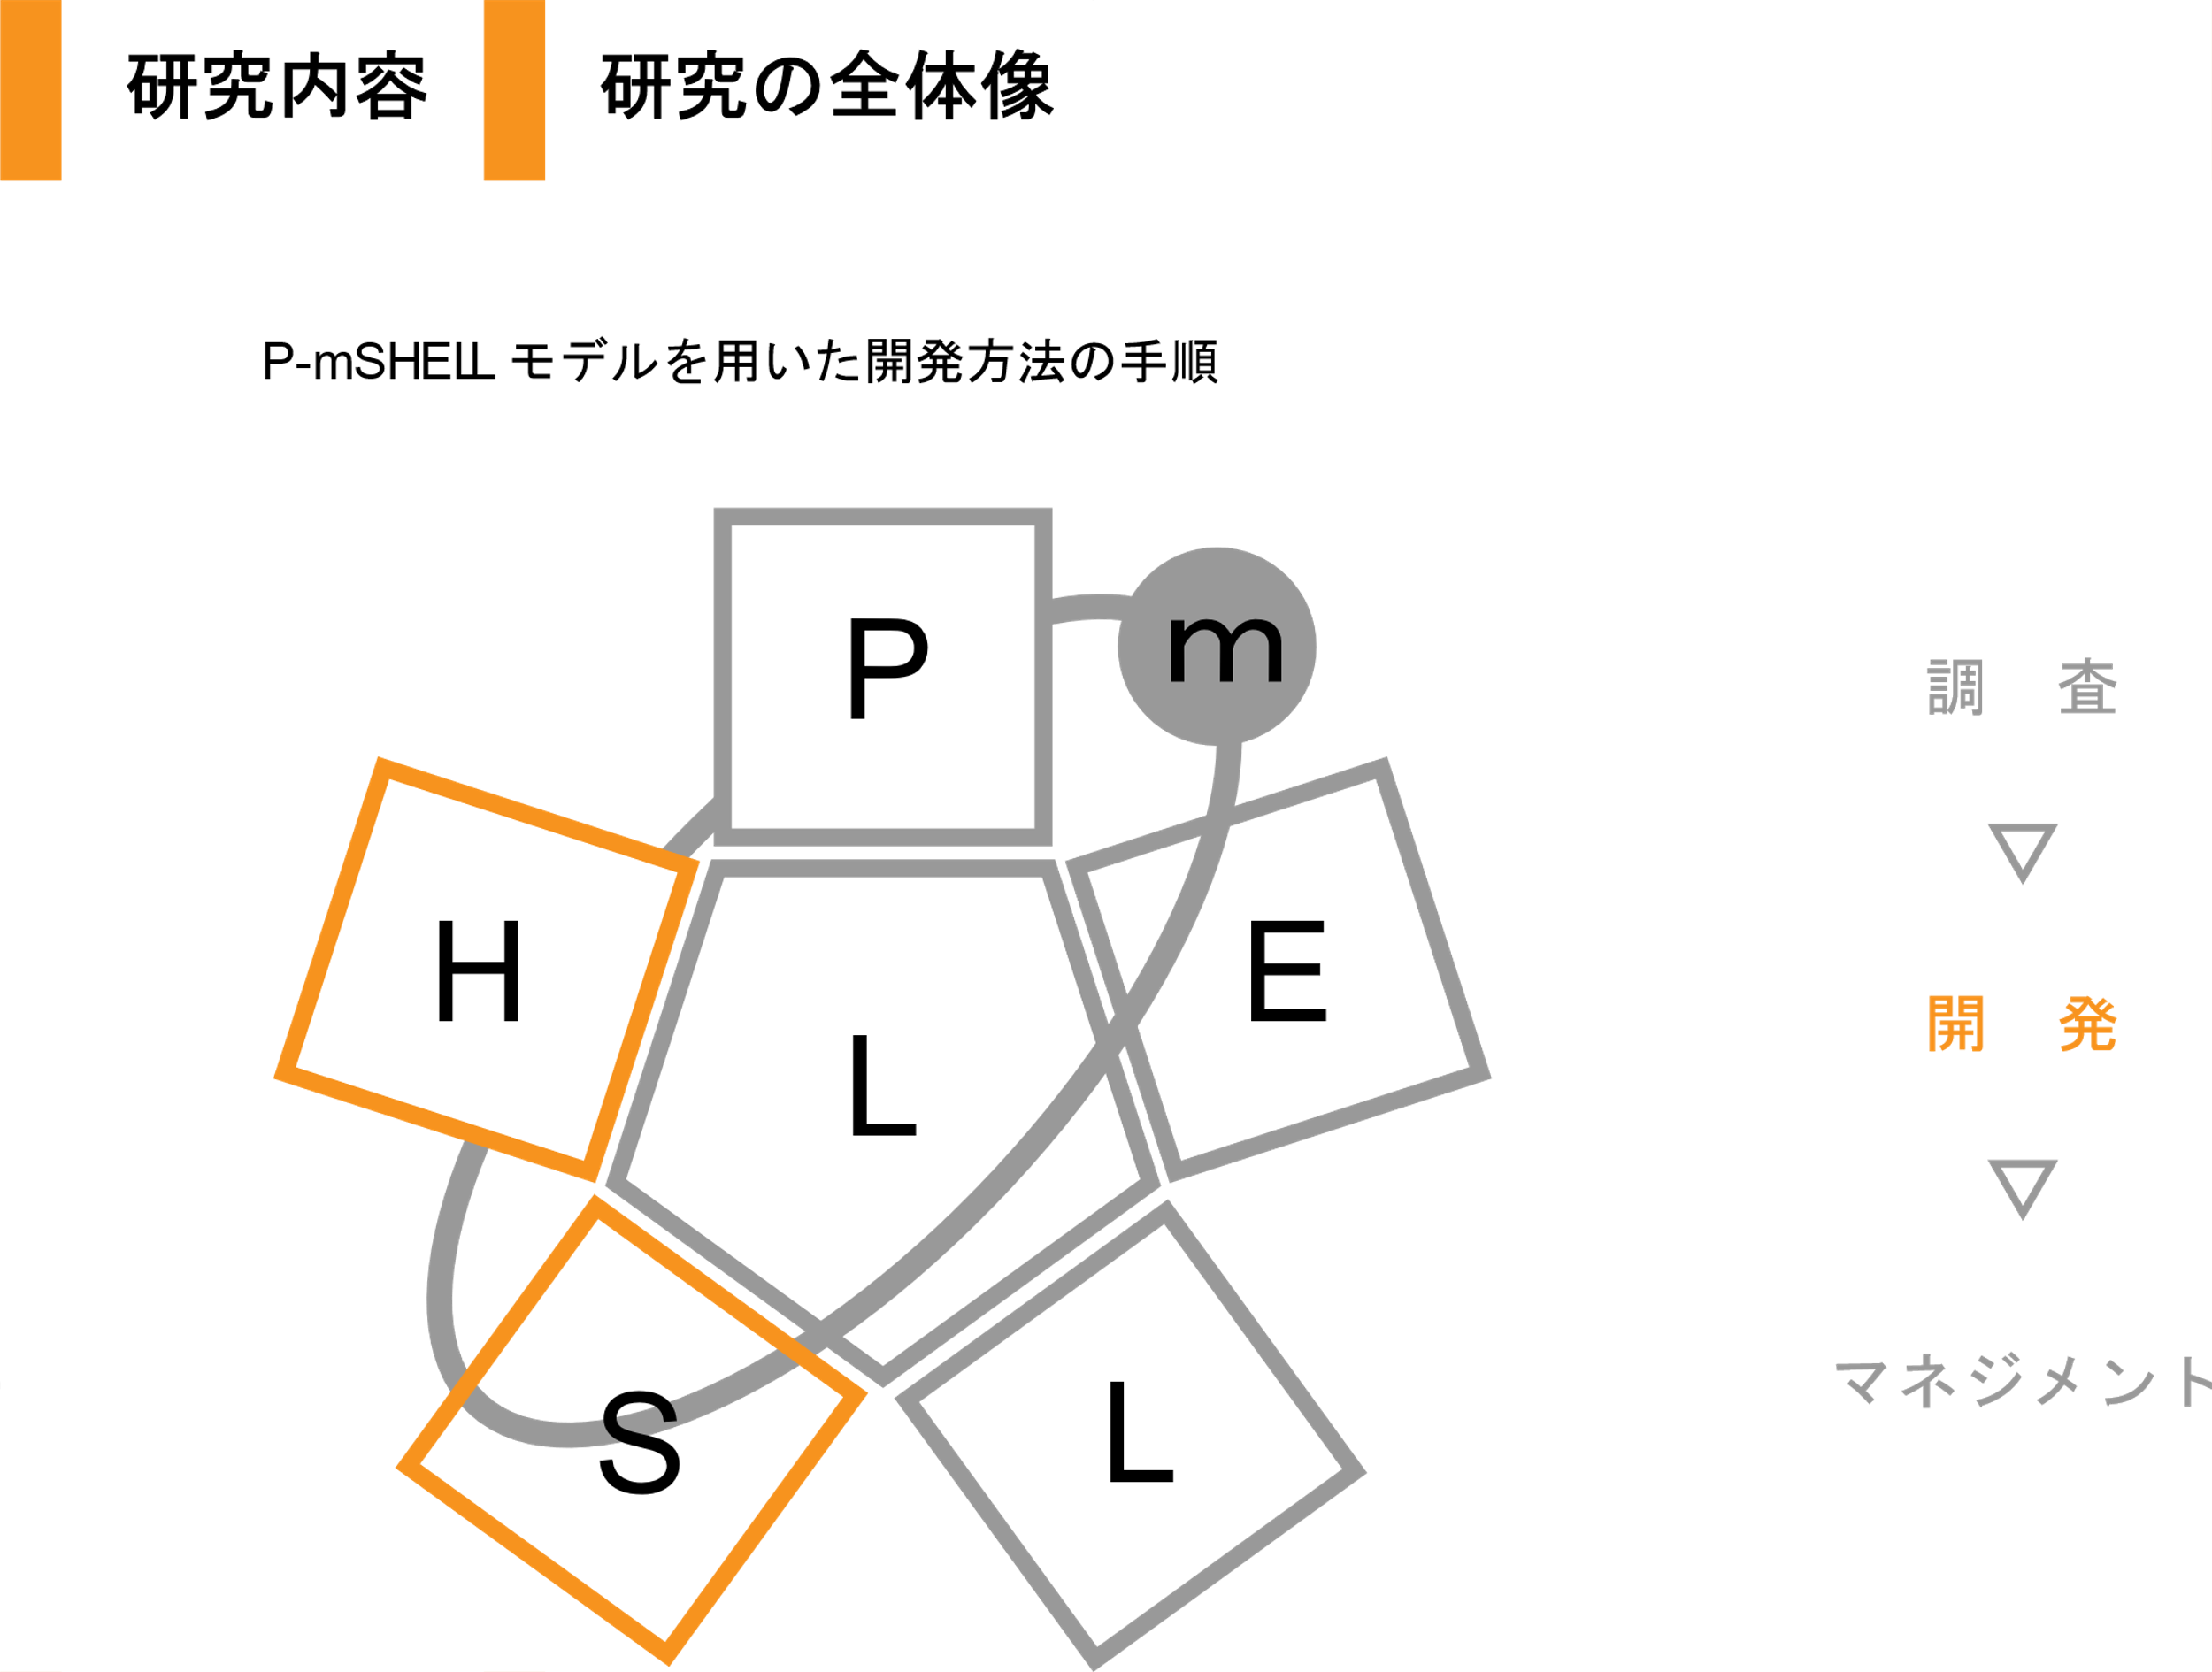 研究内容 研究の全体像
P-mSHELL モデルを用いた開発方法の手順
P
m
H
E
L
S
L
調 査
開 発
マネジメント